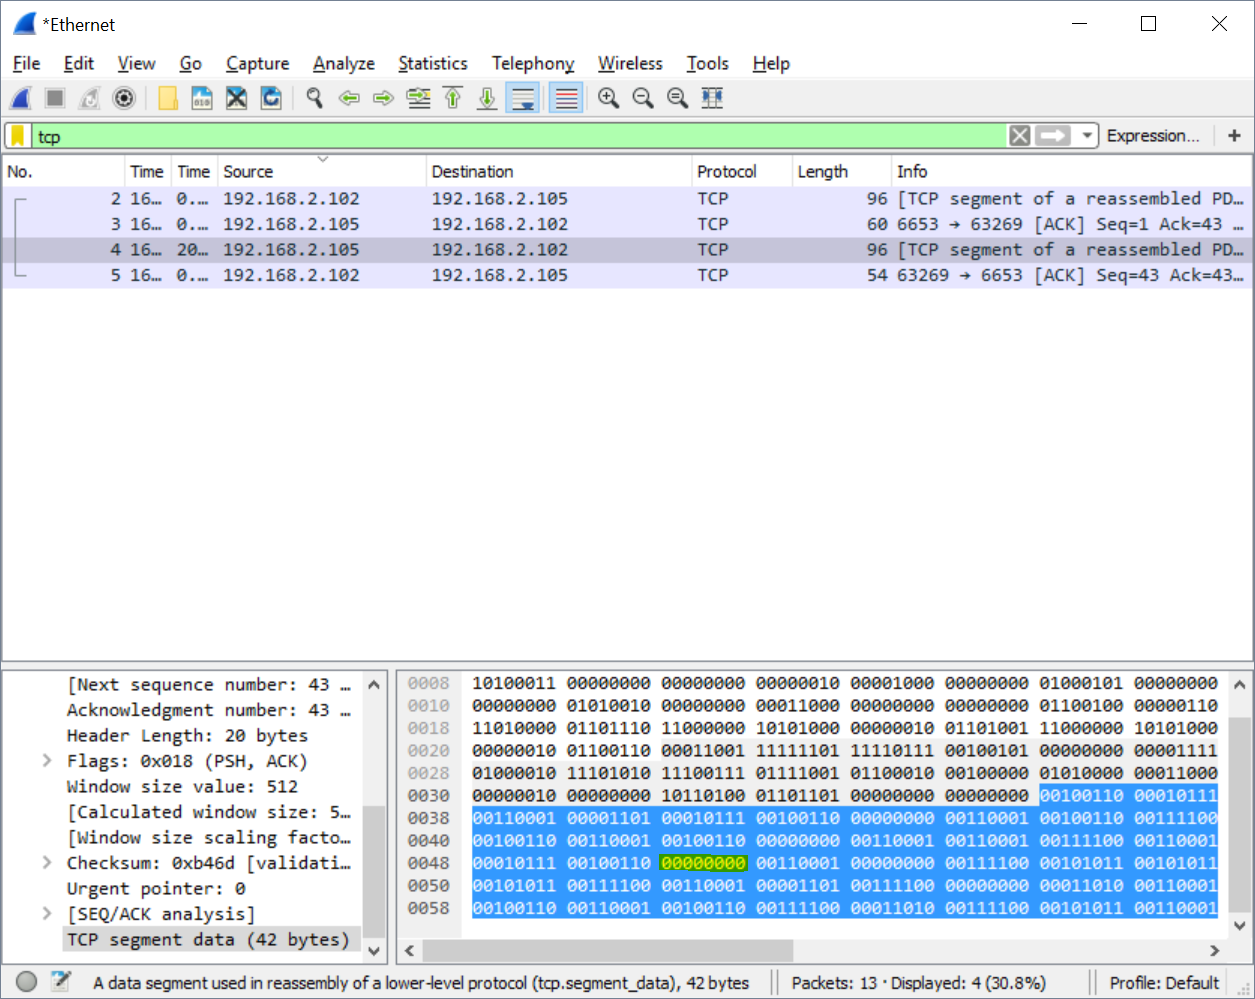 *Ethernet
File Edit View Go Capture Analyze Statistics Telephony Wireless Tools Help
tcp Expression... +
No. Time Time Source Destination Protocol Length Info
2 16... 0.... 192.168.2.102 192.168.2.105 TCP 96 [TCP segment of a reassembled PD...
3 16... 0.... 192.168.2.105 192.168.2.102 TCP 60 6653 → 63269 [ACK] Seq=1 Ack=43 ...
4 16... 20... 192.168.2.105 192.168.2.102 TCP 96 [TCP segment of a reassembled PD...
5 16... 0.... 192.168.2.102 192.168.2.105 TCP 54 63269 → 6653 [ACK] Seq=43 Ack=43...
[Next sequence number: 43 ...
Acknowledgment number: 43 ...
Header Length: 20 bytes
Flags: 0x018 (PSH, ACK)
Window size value: 512
[Calculated window size: 5...
[Window size scaling facto...
Checksum: 0xb46d [validati...
Urgent pointer: 0
[SEQ/ACK analysis]
TCP segment data (42 bytes)
0008 10100011 00000000 00000000 00000010 00001000 00000000 01000101 00000000
0010 00000000 01010010 00000000 00011000 00000000 00000000 01100100 00000110
0018 11010000 01101110 11000000 10101000 00000010 01101001 11000000 10101000
0020 00000010 01100110 00011001 11111101 11110111 00100101 00000000 00001111
0028 01000010 11101010 11100111 01111001 01100010 00100000 01010000 00011000
0030 00000010 00000000 10110100 01101101 00000000 00000000 00100110 00010111
0038 00110001 00001101 00010111 00100110 00000000 00110001 00100110 00111100
0040 00100110 00110001 00100110 00000000 00110001 00110001 00111100 00110001
0048 00010111 00100110 00000000 00110001 00000000 00111100 00101011 00101011
0050 00101011 00111100 00110001 00001101 00111100 00000000 00011010 00110001
0058 00100110 00110001 00100110 00111100 00011010 00111100 00101011 00110001
A data segment used in reassembly of a lower-level protocol (tcp.segment_data), 42 bytes Packets: 13 · Displayed: 4 (30.8%) Profile: Default